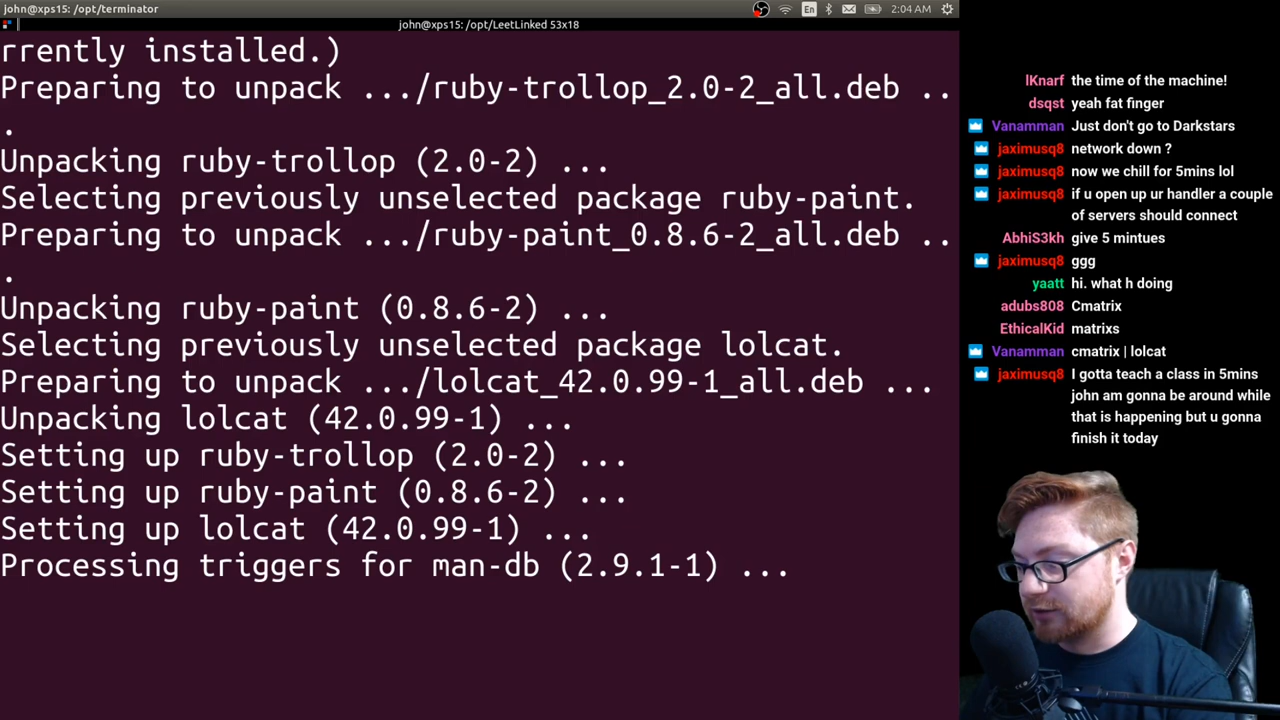 john@xps15: /opt/terminator
En
2:04 AM
john@xps15: /opt/LeetLinked 53x18
rrently installed.)
Preparing to unpack .../ruby-trollop_2.0-2_all.deb ..
.
Unpacking ruby-trollop (2.0-2) ...
Selecting previously unselected package ruby-paint.
Preparing to unpack .../ruby-paint_0.8.6-2_all.deb ..
.
Unpacking ruby-paint (0.8.6-2) ...
Selecting previously unselected package lolcat.
Preparing to unpack .../lolcat_42.0.99-1_all.deb ...
Unpacking lolcat (42.0.99-1) ...
Setting up ruby-trollop (2.0-2) ...
Setting up ruby-paint (0.8.6-2) ...
Setting up lolcat (42.0.99-1) ...
Processing triggers for man-db (2.9.1-1) ...
lKnarf the time of the machine!
dsqst yeah fat finger
Vanamman Just don't go to Darkstars
jaximusq8 network down ?
jaximusq8 now we chill for 5mins lol
jaximusq8 if u open up ur handler a couple
of servers should connect
AbhiS3kh give 5 mintues
jaximusq8 ggg
yaatt hi. what h doing
adubs808 Cmatrix
EthicalKid matrixs
Vanamman cmatrix | lolcat
jaximusq8 I gotta teach a class in 5mins
john am gonna be around while
that is happening but u gonna
finish it today